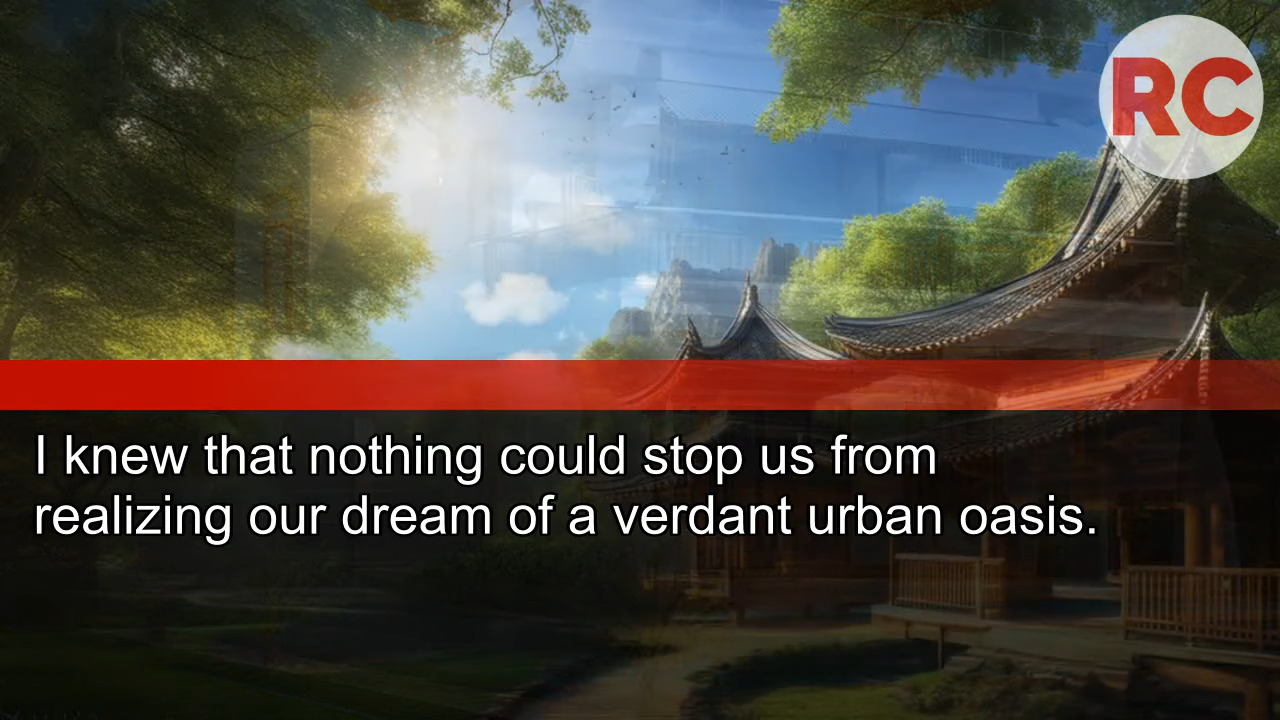 RC
I knew that nothing could stop us from
realizing our dream of a verdant urban oasis.